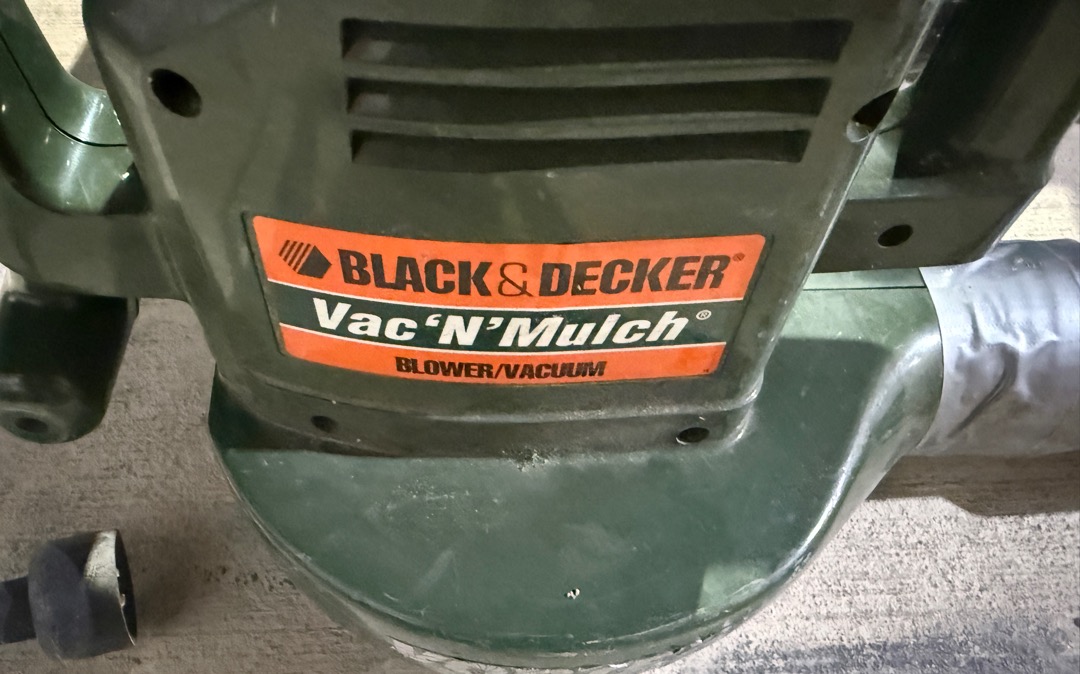 BLACK & DECKER®
Vac 'N' Mulch®
BLOWER/VACUUM